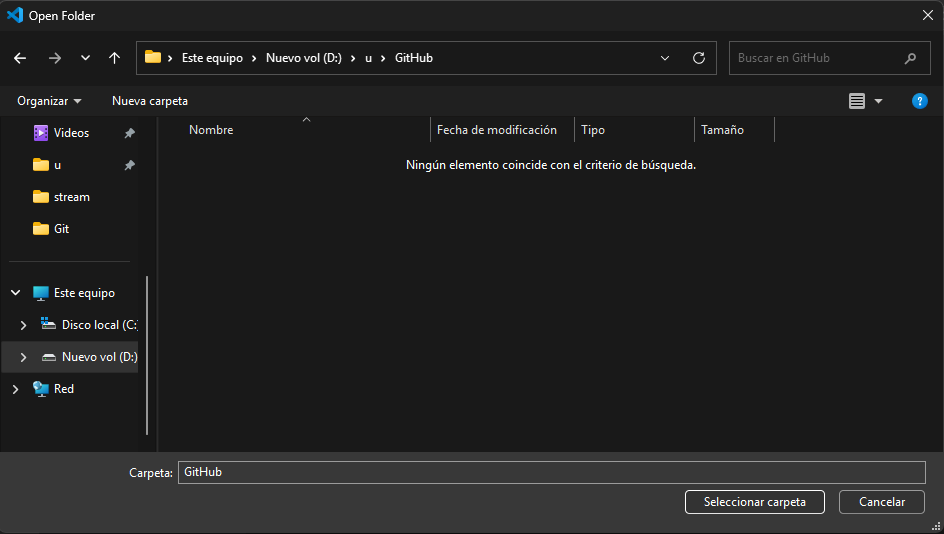 Open Folder
Este equipo > Nuevo vol (D:) > u > GitHub
Buscar en GitHub
Organizar
Nueva carpeta
?
Nombre
Fecha de modificación
Tipo
Tamaño
Ningún elemento coincide con el criterio de búsqueda.
Videos
u
stream
Git
Este equipo
Disco local (C:
Nuevo vol (D:)
Red
Carpeta: GitHub
Seleccionar carpeta
Cancelar